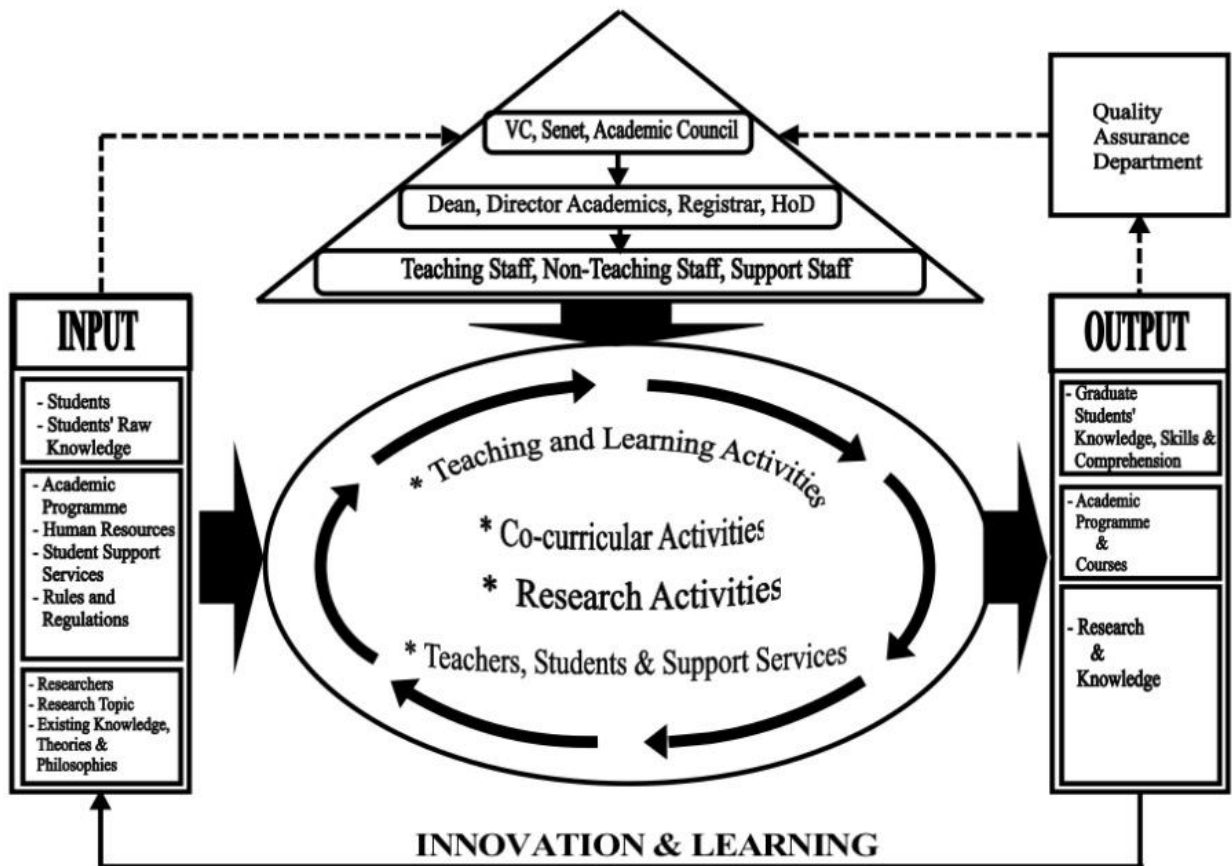 VC, Senet, Academic Council
Dean, Director Academics, Registrar, HoD
Teaching Staff, Non-Teaching Staff, Support Staff
Quality
Assurance
Department
INPUT
- Students
- Students' Raw
Knowledge
- Academic
Programme
- Human Resources
- Student Support
Services
- Rules and
Regulations
- Researchers
- Research Topic
- Existing Knowledge,
Theories &
Philosophies
* Teaching and Learning Activities
* Co-curricular Activities
* Research Activities
* Teachers, Students & Support Services
OUTPUT
- Graduate
Students'
Knowledge, Skills &
Comprehension
- Academic
Programme
&
Courses
- Research
&
Knowledge
INNOVATION & LEARNING